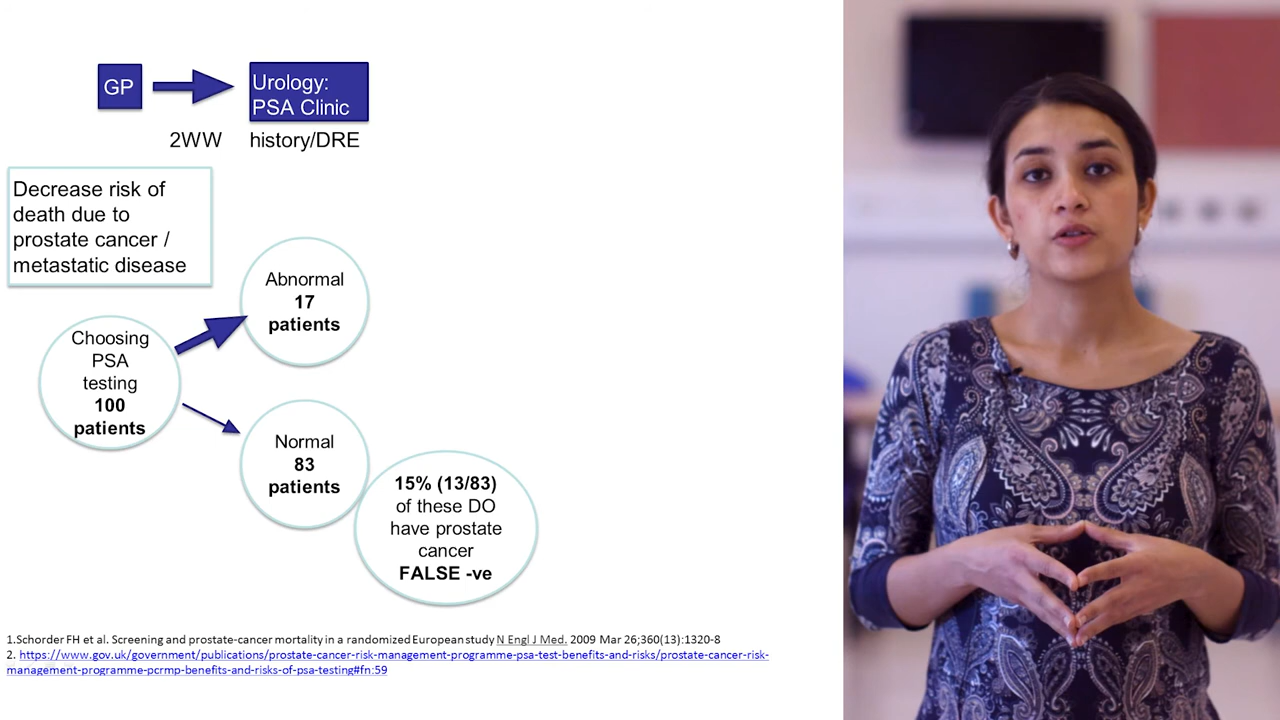 GP
Urology:
PSA Clinic
2WW
history/DRE
Decrease risk of
death due to
prostate cancer /
metastatic disease
Abnormal
17
patients
Choosing
PSA
testing
100
patients
Normal
83
patients
15% (13/83)
of these DO
have prostate
cancer
FALSE -ve
1.Schorder FH et al. Screening and prostate-cancer mortality in a randomized European study N Engl J Med. 2009 Mar 26;360(13):1320-8
2. https://www.gov.uk/government/publications/prostate-cancer-risk-management-programme-psa-test-benefits-and-risks/prostate-cancer-risk-
management-programme-pcrmp-benefits-and-risks-of-psa-testing#fn:59